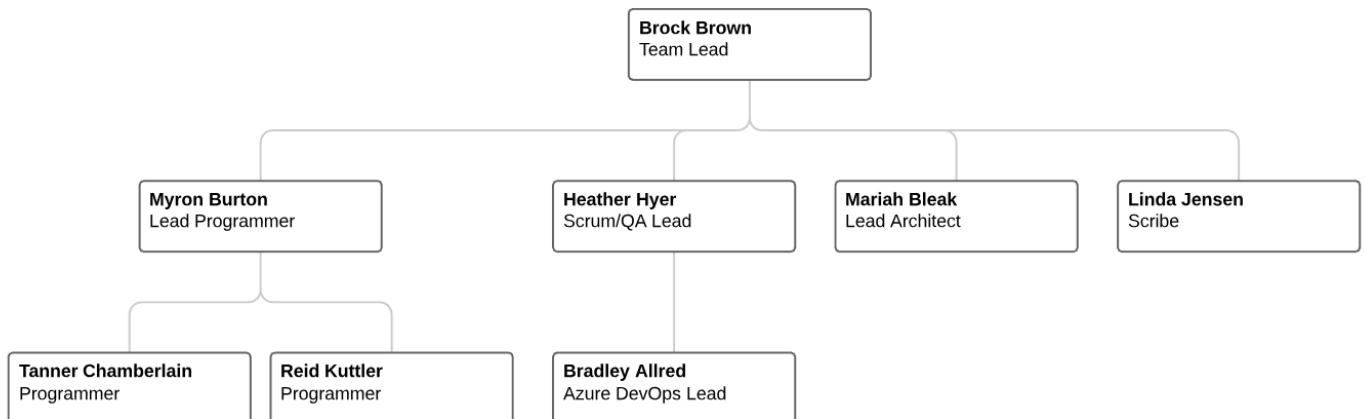 Brock Brown
Team Lead
Myron Burton
Lead Programmer
Heather Hyer
Scrum/QA Lead
Mariah Bleak
Lead Architect
Linda Jensen
Scribe
Tanner Chamberlain
Programmer
Reid Kuttler
Programmer
Bradley Allred
Azure DevOps Lead